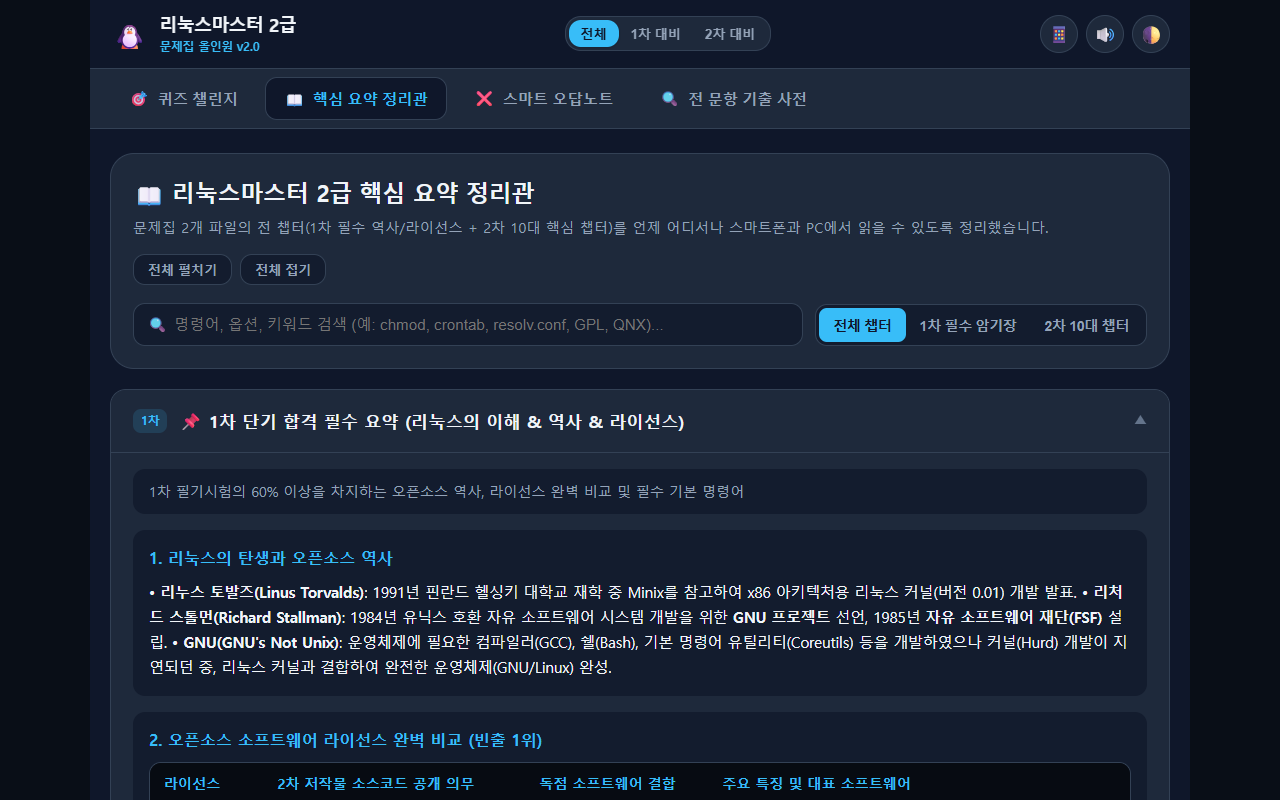 리눅스마스터 2급
문제집 올인원 v2.0
전체 1차 대비 2차 대비
퀴즈 챌린지 핵심 요약 정리관 스마트 오답노트 전 문항 기출 사전
리눅스마스터 2급 핵심 요약 정리관
문제집 2개 파일의 전 챕터(1차 필수 역사/라이선스 + 2차 10대 핵심 챕터)를 언제 어디서나 스마트폰과 PC에서 읽을 수 있도록 정리했습니다.
전체 펼치기 전체 접기
명령어, 옵션, 키워드 검색 (예: chmod, crontab, resolv.conf, GPL, QNX)...
전체 챕터 1차 필수 암기장 2차 10대 챕터
1차 1차 단기 합격 필수 요약 (리눅스의 이해 & 역사 & 라이선스) ▲
1차 필기시험의 60% 이상을 차지하는 오픈소스 역사, 라이선스 완벽 비교 및 필수 기본 명령어
1. 리눅스의 탄생과 오픈소스 역사
• 리누스 토발즈(Linus Torvalds): 1991년 핀란드 헬싱키 대학교 재학 중 Minix를 참고하여 x86 아키텍처용 리눅스 커널(버전 0.01) 개발 발표. • 리처
드 스톨먼(Richard Stallman): 1984년 유닉스 호환 자유 소프트웨어 시스템 개발을 위한 GNU 프로젝트 선언, 1985년 자유 소프트웨어 재단(FSF) 설
립. • GNU(GNU's Not Unix): 운영체제에 필요한 컴파일러(GCC), 쉘(Bash), 기본 명령어 유틸리티(Coreutils) 등을 개발하였으나 커널(Hurd) 개발이 지
연되던 중, 리눅스 커널과 결합하여 완전한 운영체제(GNU/Linux) 완성.
2. 오픈소스 소프트웨어 라이선스 완벽 비교 (빈출 1위)
라이선스 2차 저작물 소스코드 공개 의무 독점 소프트웨어 결합 주요 특징 및 대표 소프트웨어